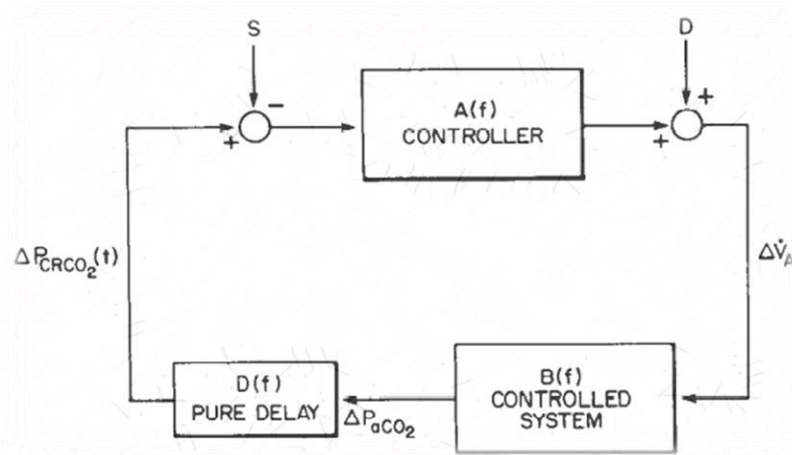 S
D
−
+
A(f)
CONTROLLER
+
+
ΔP_CRCO₂(t)
ΔV̇_A
D(f)
PURE DELAY
ΔP_aCO₂
B(f)
CONTROLLED
SYSTEM